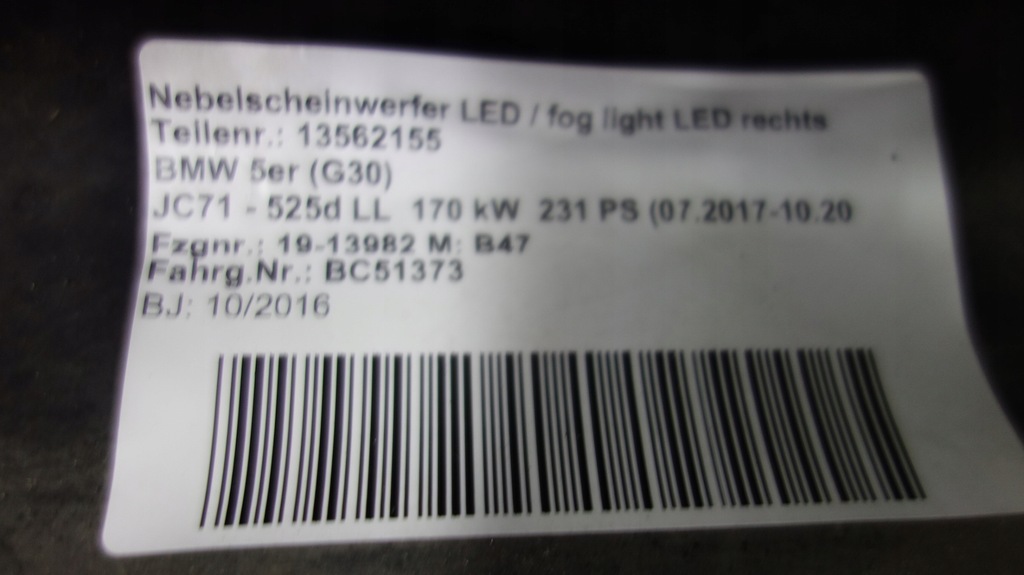 Nebelscheinwerfer LED / fog light LED rechts
Teilenr.: 13562155
BMW 5er (G30)
JC71 - 525d LL 170 kW 231 PS (07.2017-10.20
Fzgnr.: 19-13982 M: B47
Fahrg.Nr.: BC51373
BJ: 10/2016